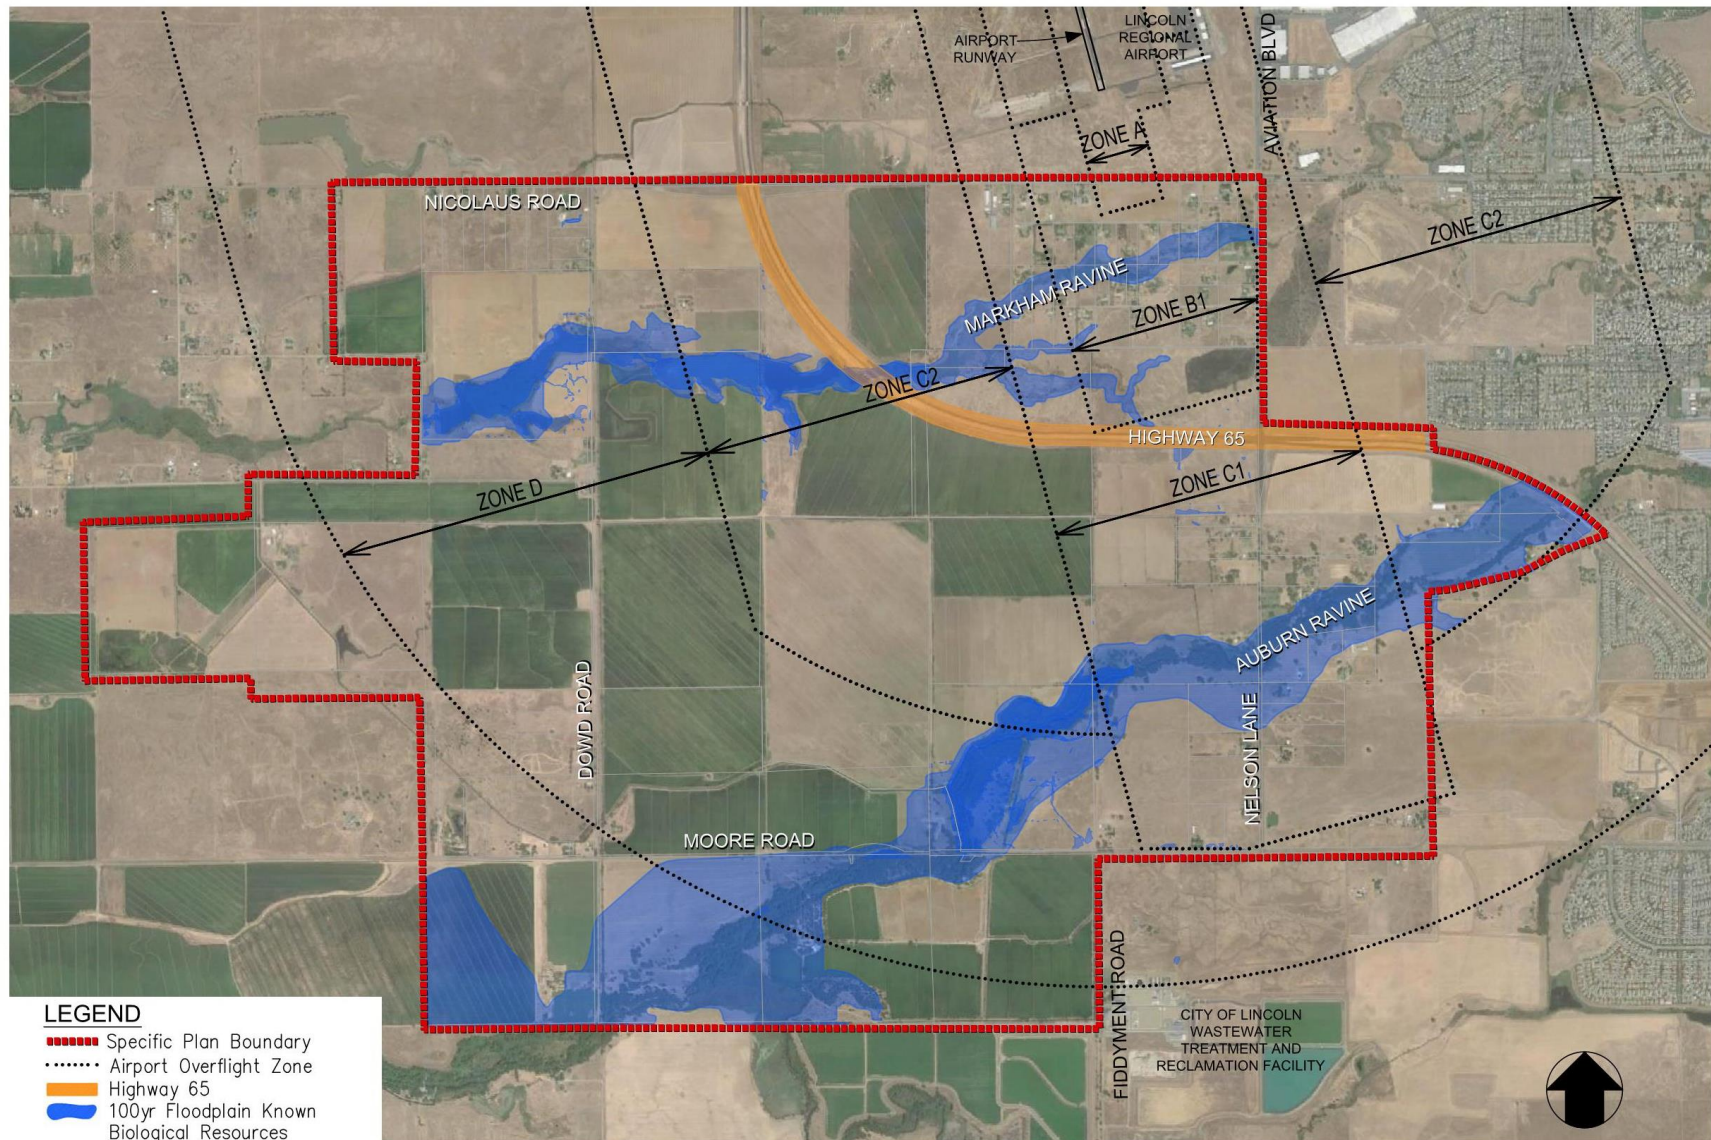 AIRPORT
RUNWAY
LINCOLN
REGIONAL
AIRPORT
AVIATION BLVD
ZONE A
NICOLAUS ROAD
ZONE C2
MARKHAM RAVINE
ZONE B1
ZONE C2
HIGHWAY 65
ZONE D
ZONE C1
AUBURN RAVINE
DOWD ROAD
NELSON LANE
MOORE ROAD
FIDDYMENT ROAD
CITY OF LINCOLN
WASTEWATER
TREATMENT AND
RECLAMATION FACILITY
LEGEND
Specific Plan Boundary
Airport Overflight Zone
Highway 65
100yr Floodplain Known
Biological Resources